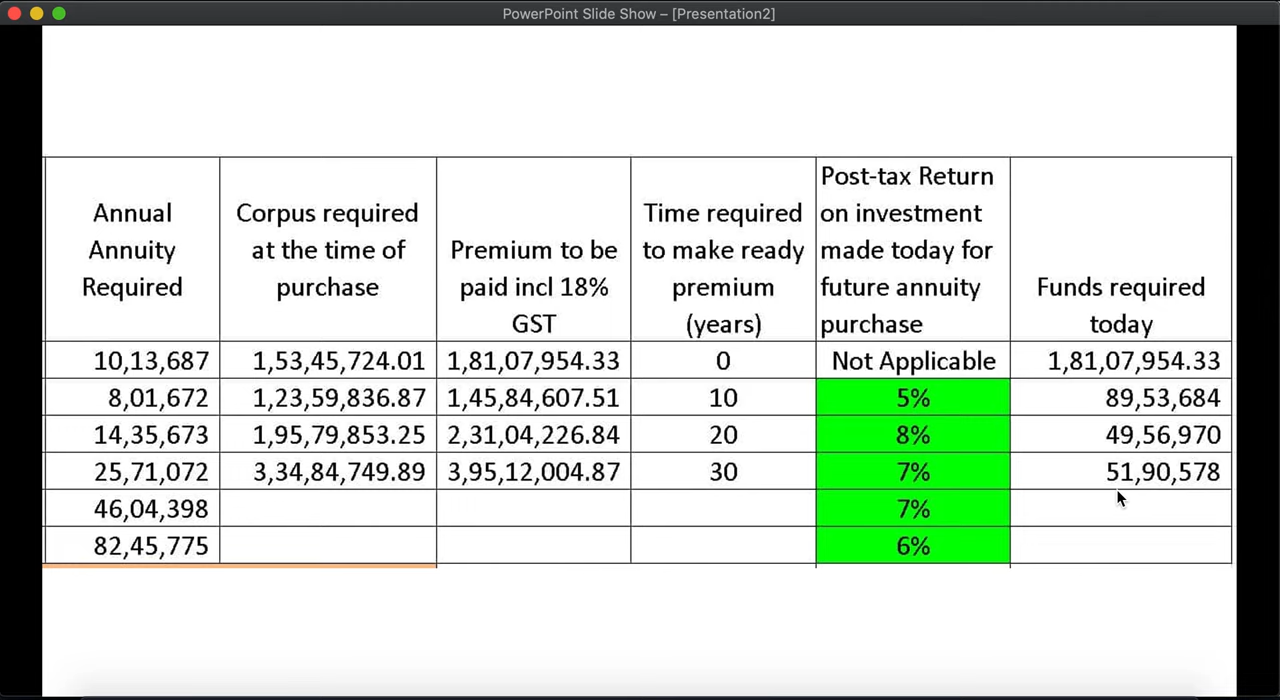 PowerPoint Slide Show – [Presentation2]
Annual Annuity Required
Corpus required at the time of purchase
Premium to be paid incl 18% GST
Time required to make ready premium (years)
Post-tax Return on investment made today for future annuity purchase
Funds required today
10,13,687 1,53,45,724.01 1,81,07,954.33 0 Not Applicable 1,81,07,954.33
8,01,672 1,23,59,836.87 1,45,84,607.51 10 5% 89,53,684
14,35,673 1,95,79,853.25 2,31,04,226.84 20 8% 49,56,970
25,71,072 3,34,84,749.89 3,95,12,004.87 30 7% 51,90,578
46,04,398 7%
82,45,775 6%